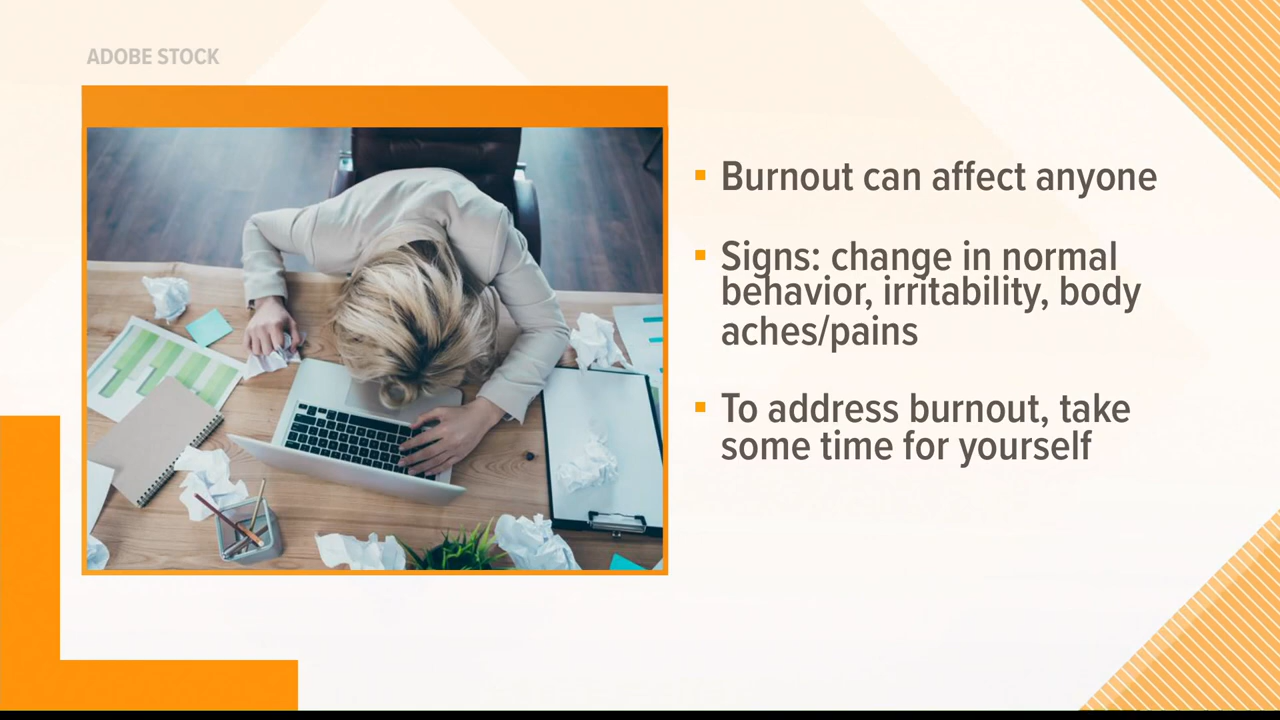 ADOBE STOCK
Burnout can affect anyone
Signs: change in normal
behavior, irritability, body
aches/pains
To address burnout, take
some time for yourself